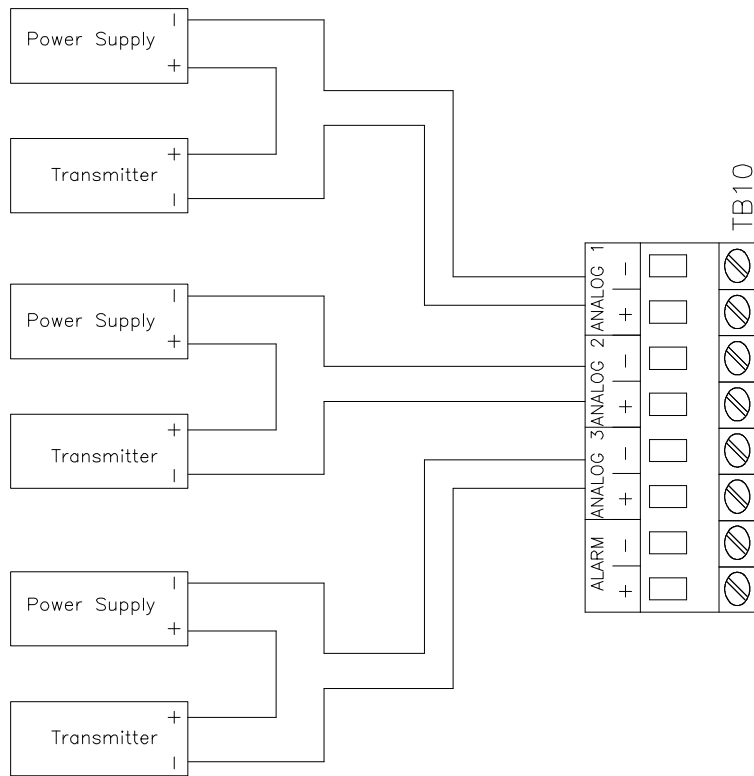 Power Supply
-
+
Transmitter
+
-
Power Supply
-
+
Transmitter
+
-
Power Supply
-
+
Transmitter
+
-
TB10
ANALOG 1
-
+
ANALOG 2
-
+
ANALOG 3
-
+
ALARM
-
+